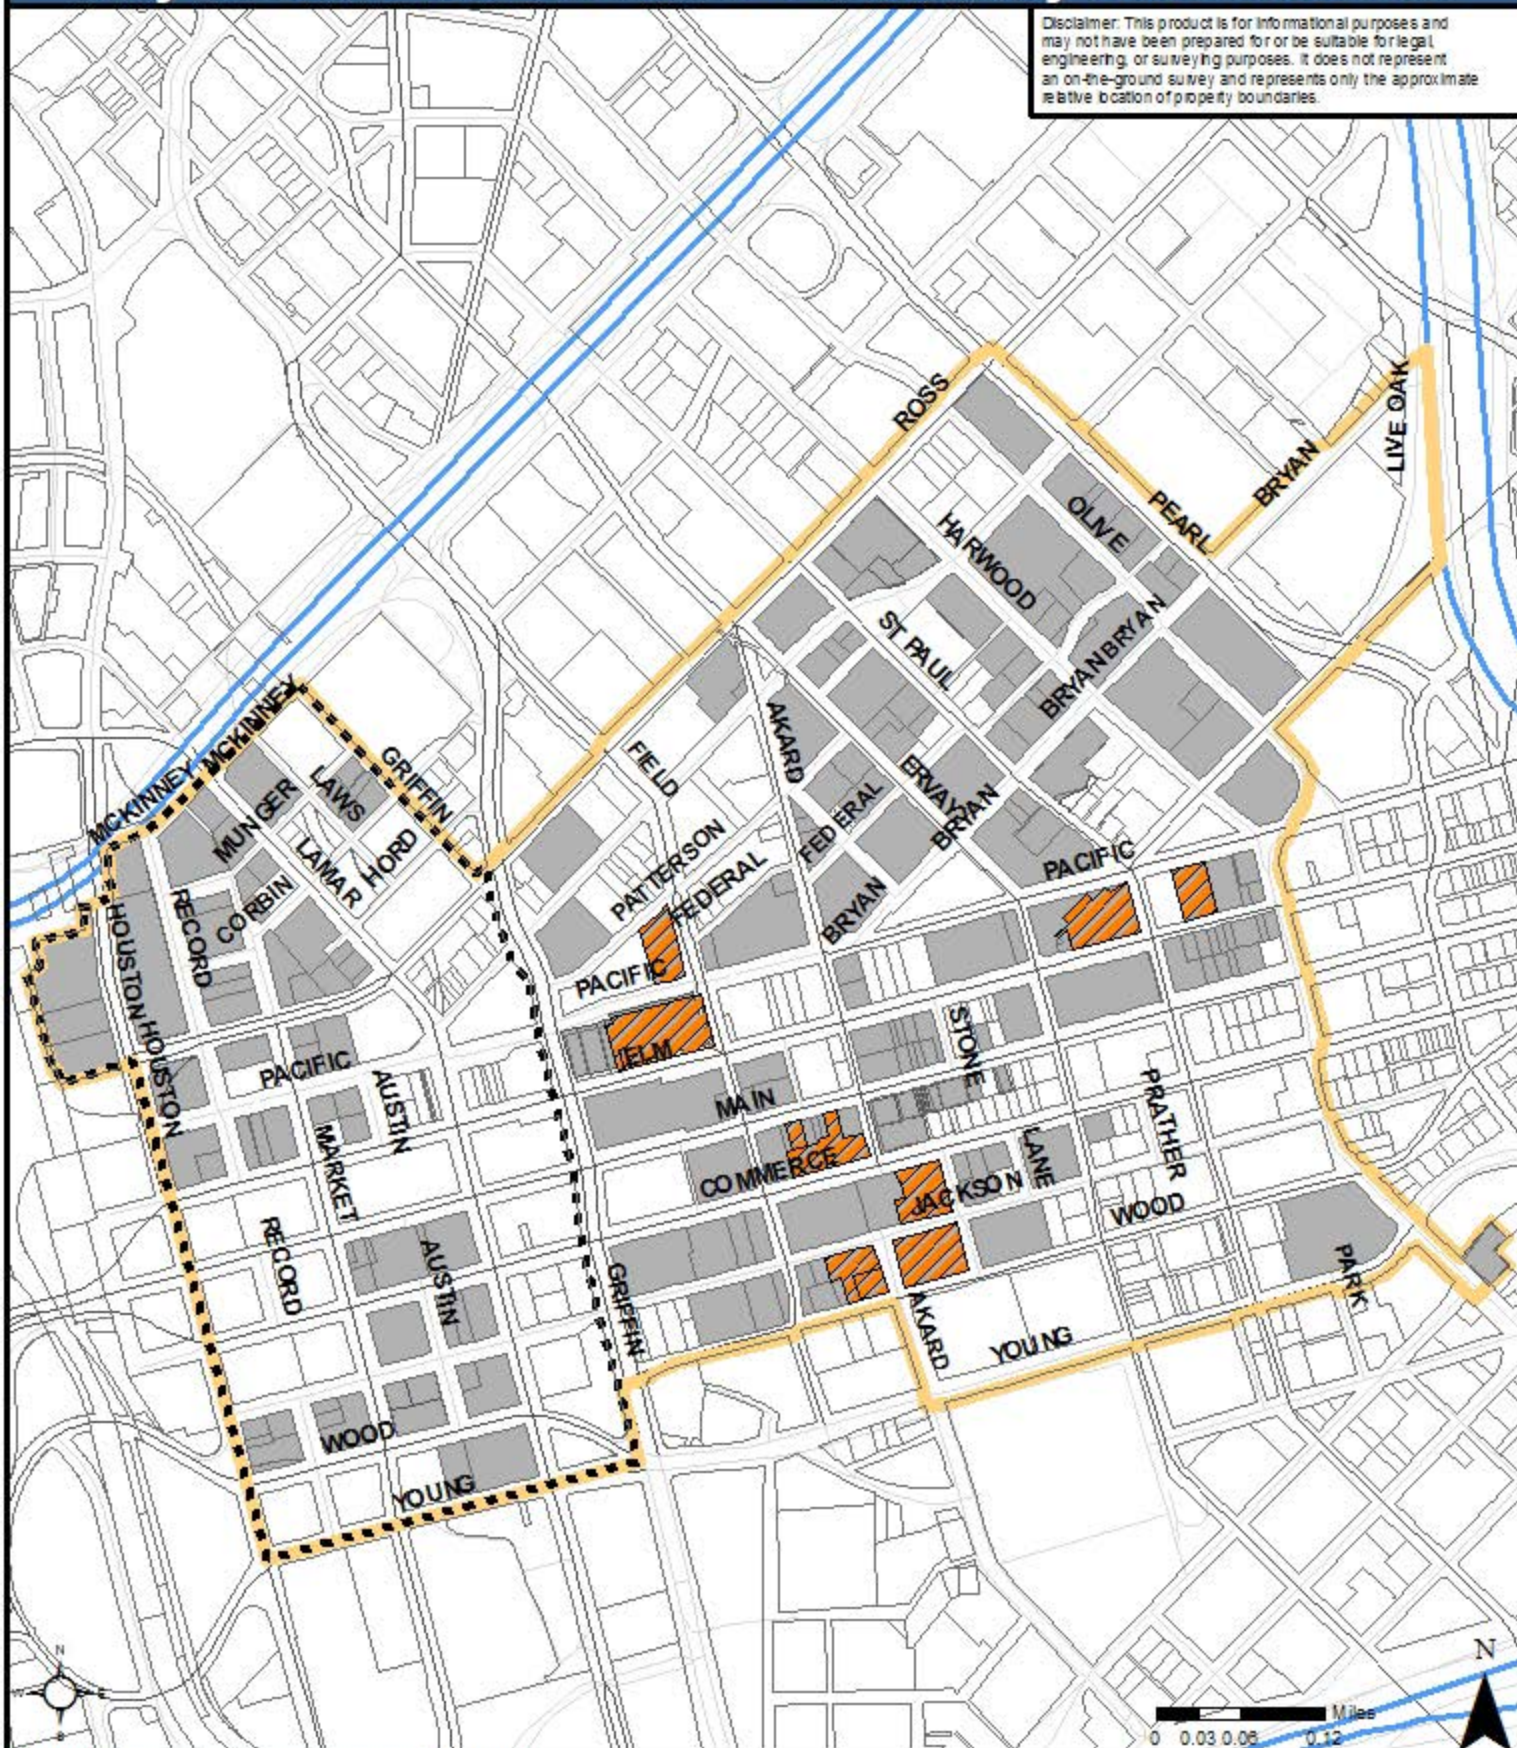 Disclaimer: This product is for informational purposes and
may not have been prepared for or be suitable for legal,
engineering, or surveying purposes. It does not represent
an on-the-ground survey and represents only the approximate
relative location of property boundaries.
ROSS
LIVE OAK
BRYAN
PEARL
OLIVE
HARWOOD
BRYAN
BRYAN
ST PAUL
MCKINNEY
MCKINNEY
AKARD
FIELD
GRIFFIN
LAWS
MUNGER
ERVAY
FEDERAL
BRYAN
HORD
LAMAR
PATTERSON
FEDERAL
PACIFIC
CORBIN
RECORD
HOUSTON
BRYAN
PACIFIC
ELM
STONE
HOUSTON
PACIFIC
AUSTIN
MAIN
PRATHER
MARKET
COMMERCE
LANE
JACKSON
WOOD
RECORD
AUSTIN
GRIFFIN
PARK
AKARD
YOUNG
WOOD
YOUNG
N
W
E
S
N
Miles
0 0.03 0.06 0.12